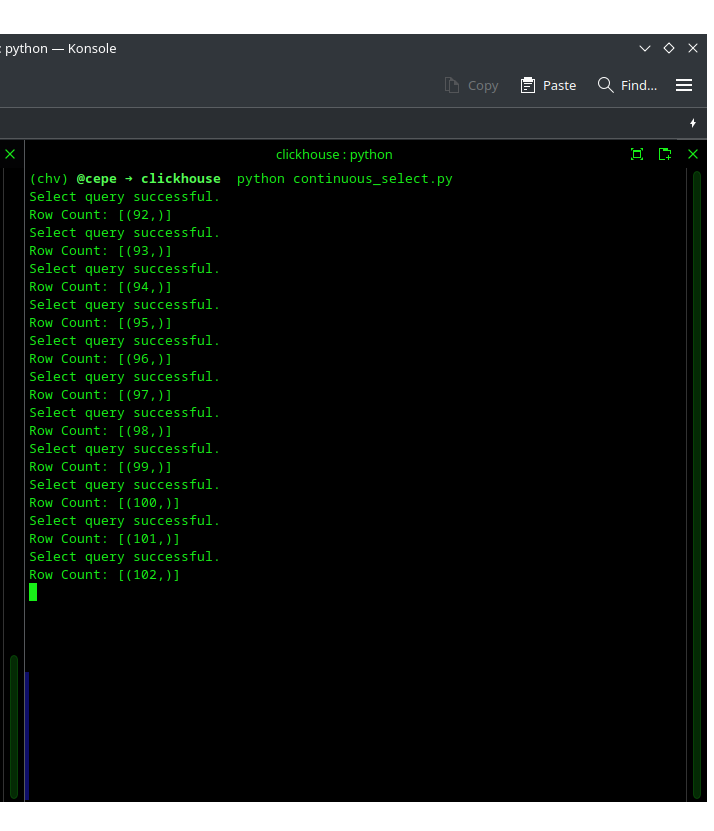 : python — Konsole
Copy Paste Find...
clickhouse : python
(chv) @cepe → clickhouse python continuous_select.py
Select query successful.
Row Count: [(92,)]
Select query successful.
Row Count: [(93,)]
Select query successful.
Row Count: [(94,)]
Select query successful.
Row Count: [(95,)]
Select query successful.
Row Count: [(96,)]
Select query successful.
Row Count: [(97,)]
Select query successful.
Row Count: [(98,)]
Select query successful.
Row Count: [(99,)]
Select query successful.
Row Count: [(100,)]
Select query successful.
Row Count: [(101,)]
Select query successful.
Row Count: [(102,)]